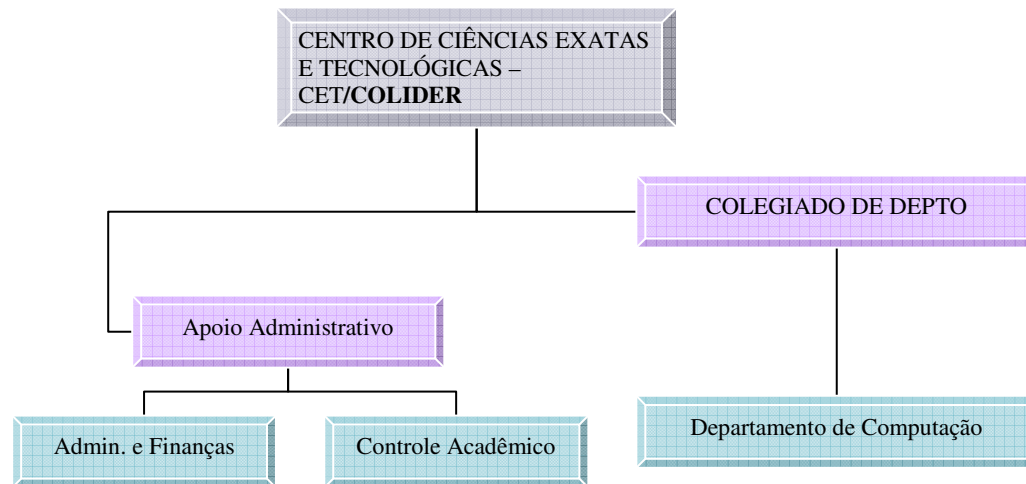 CENTRO DE CIÊNCIAS EXATAS
E TECNOLÓGICAS –
CET/COLIDER
COLEGIADO DE DEPTO
Apoio Administrativo
Admin. e Finanças
Controle Acadêmico
Departamento de Computação